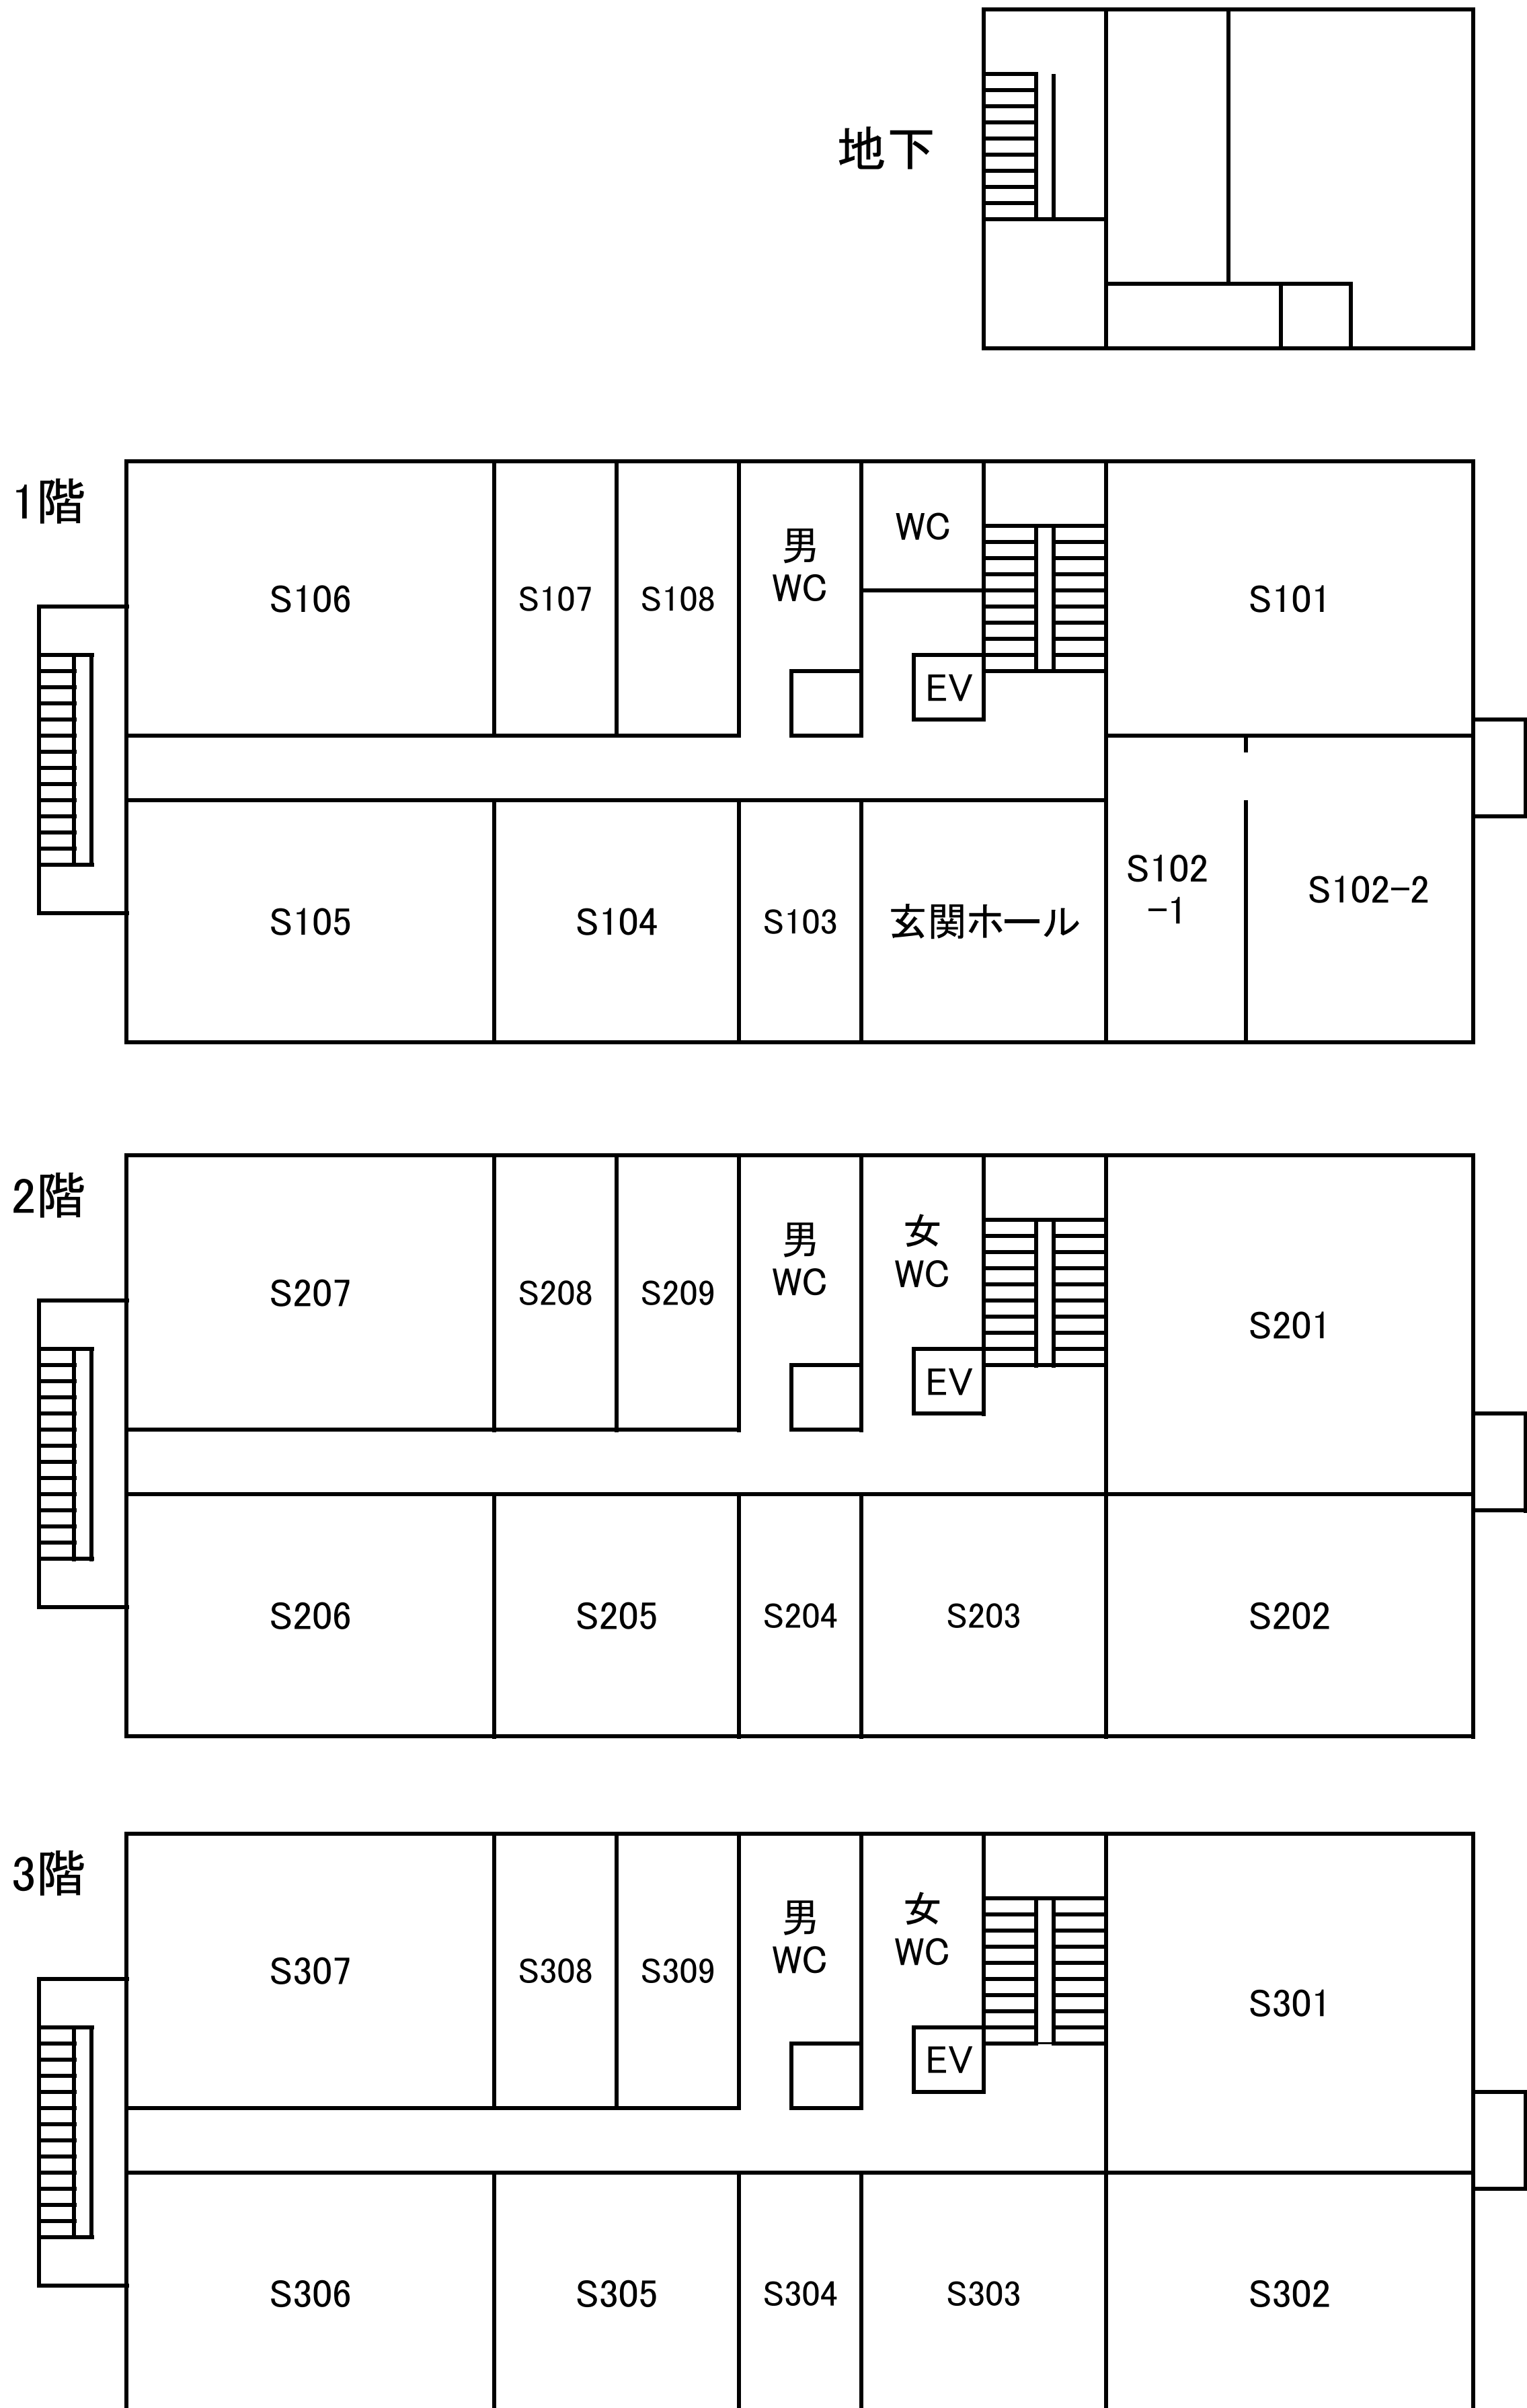 地下
1階
S106
S107
S108
男
WC
WC
EV
S101
S105
S104
S103
玄関ホール
S102
-1
S102-2
2階
S207
S208
S209
男
WC
女
WC
EV
S201
S206
S205
S204
S203
S202
3階
S307
S308
S309
男
WC
女
WC
EV
S301
S306
S305
S304
S303
S302